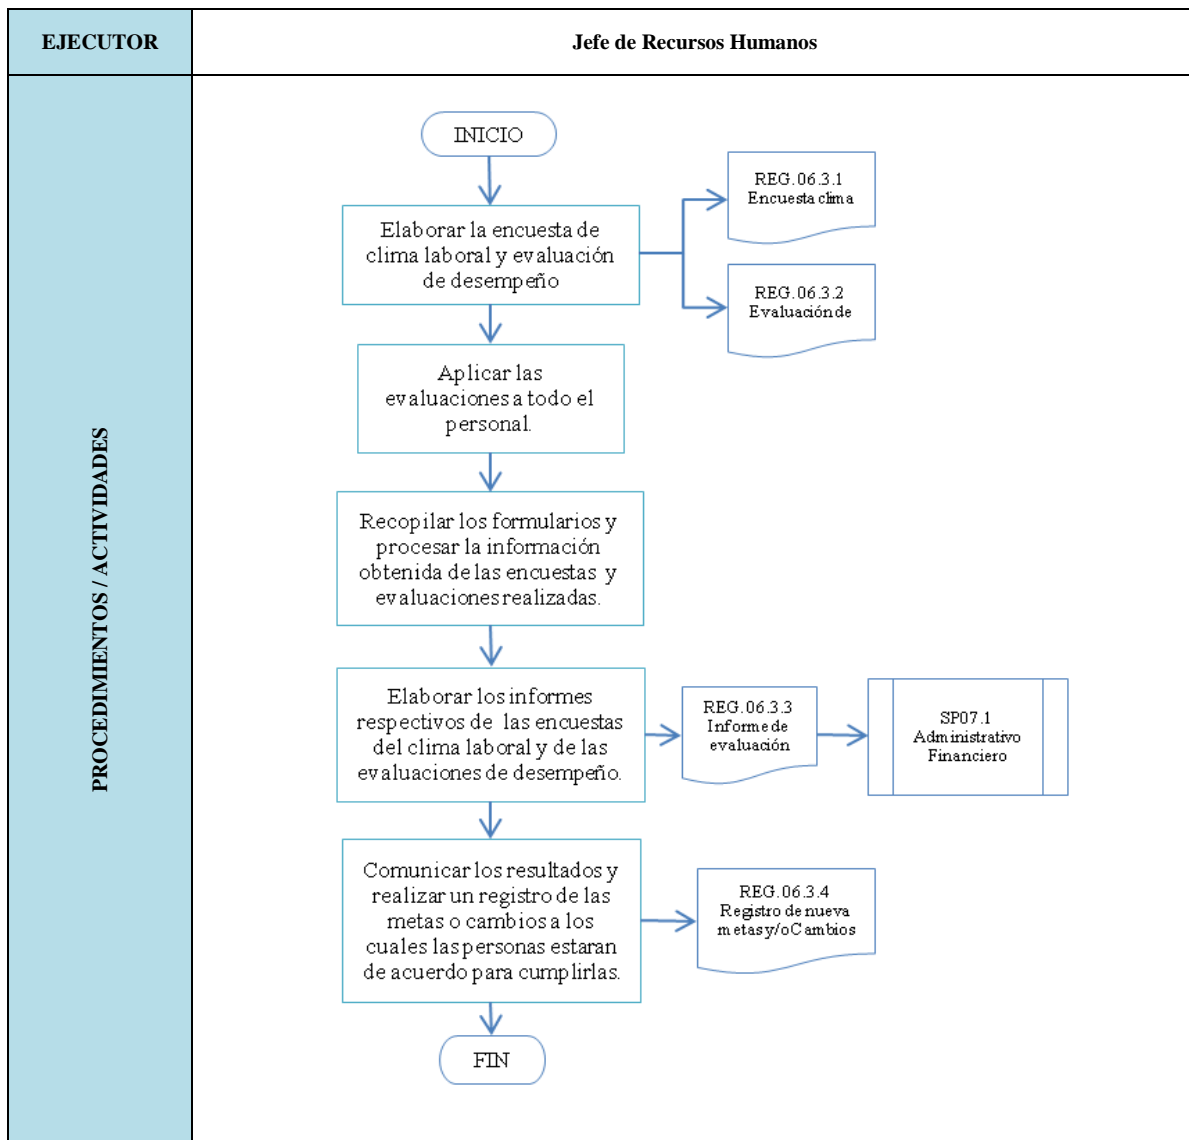 EJECUTOR
Jefe de Recursos Humanos
PROCEDIMIENTOS / ACTIVIDADES
INICIO
Elaborar la encuesta de
clima laboral y evaluación
de desempeño
REG.06.3.1
Encuesta clima
REG.06.3.2
Evaluación de
Aplicar las
evaluaciones a todo el
personal.
Recopilar los formularios y
procesar la información
obtenida de las encuestas y
evaluaciones realizadas.
Elaborar los informes
respectivos de las encuestas
del clima laboral y de las
evaluaciones de desempeño.
REG.06.3.3
Informe de
evaluación
SP07.1
Administrativo
Financiero
Comunicar los resultados y
realizar un registro de las
metas o cambios a los
cuales las personas estaran
de acuerdo para cumplirlas.
REG.06.3.4
Registro de nueva
metas y/o Cambios
FIN